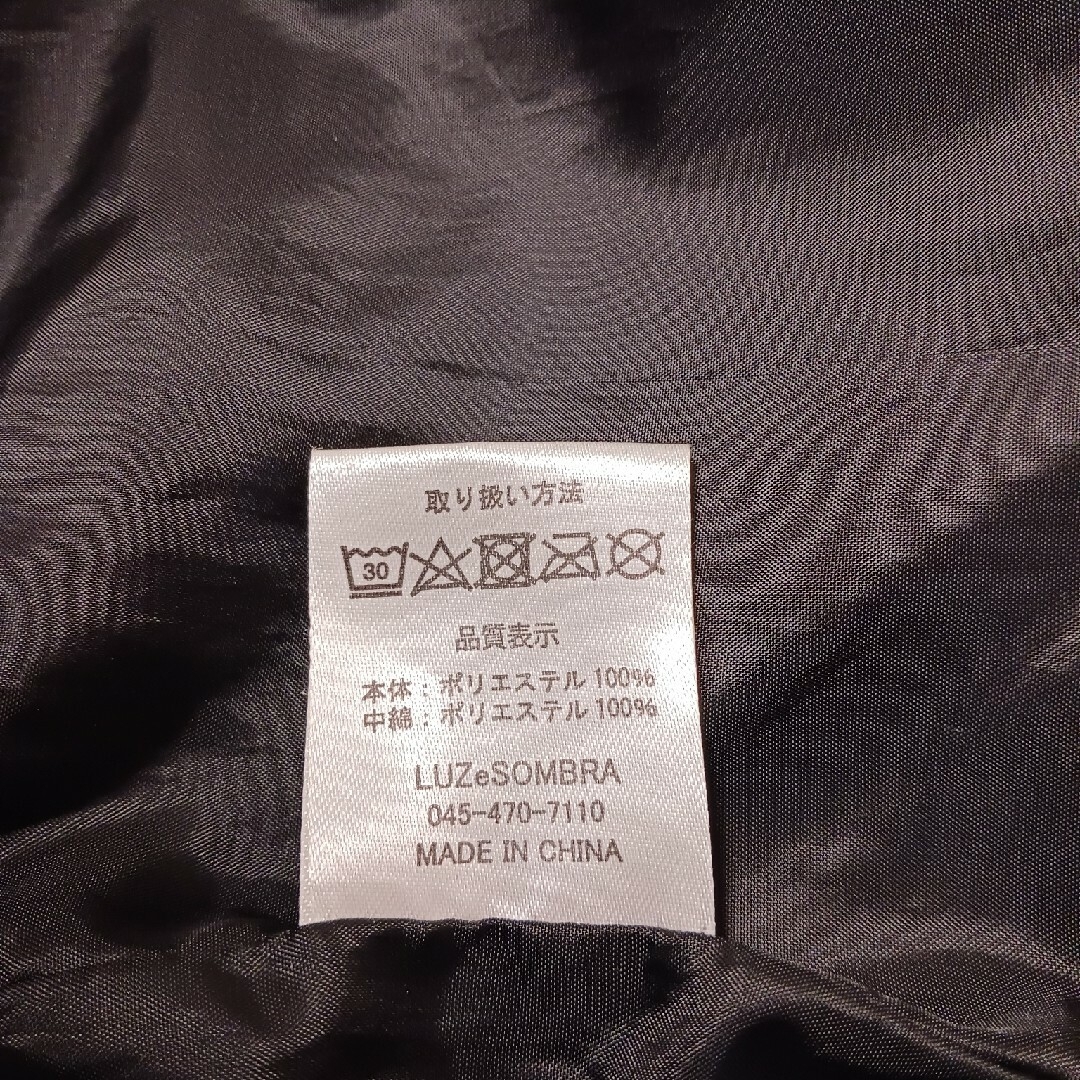 取り扱い方法
30
品質表示
本体：ポリエステル 100%
中綿：ポリエステル 100%
LUZeSOMBRA
045-470-7110
MADE IN CHINA